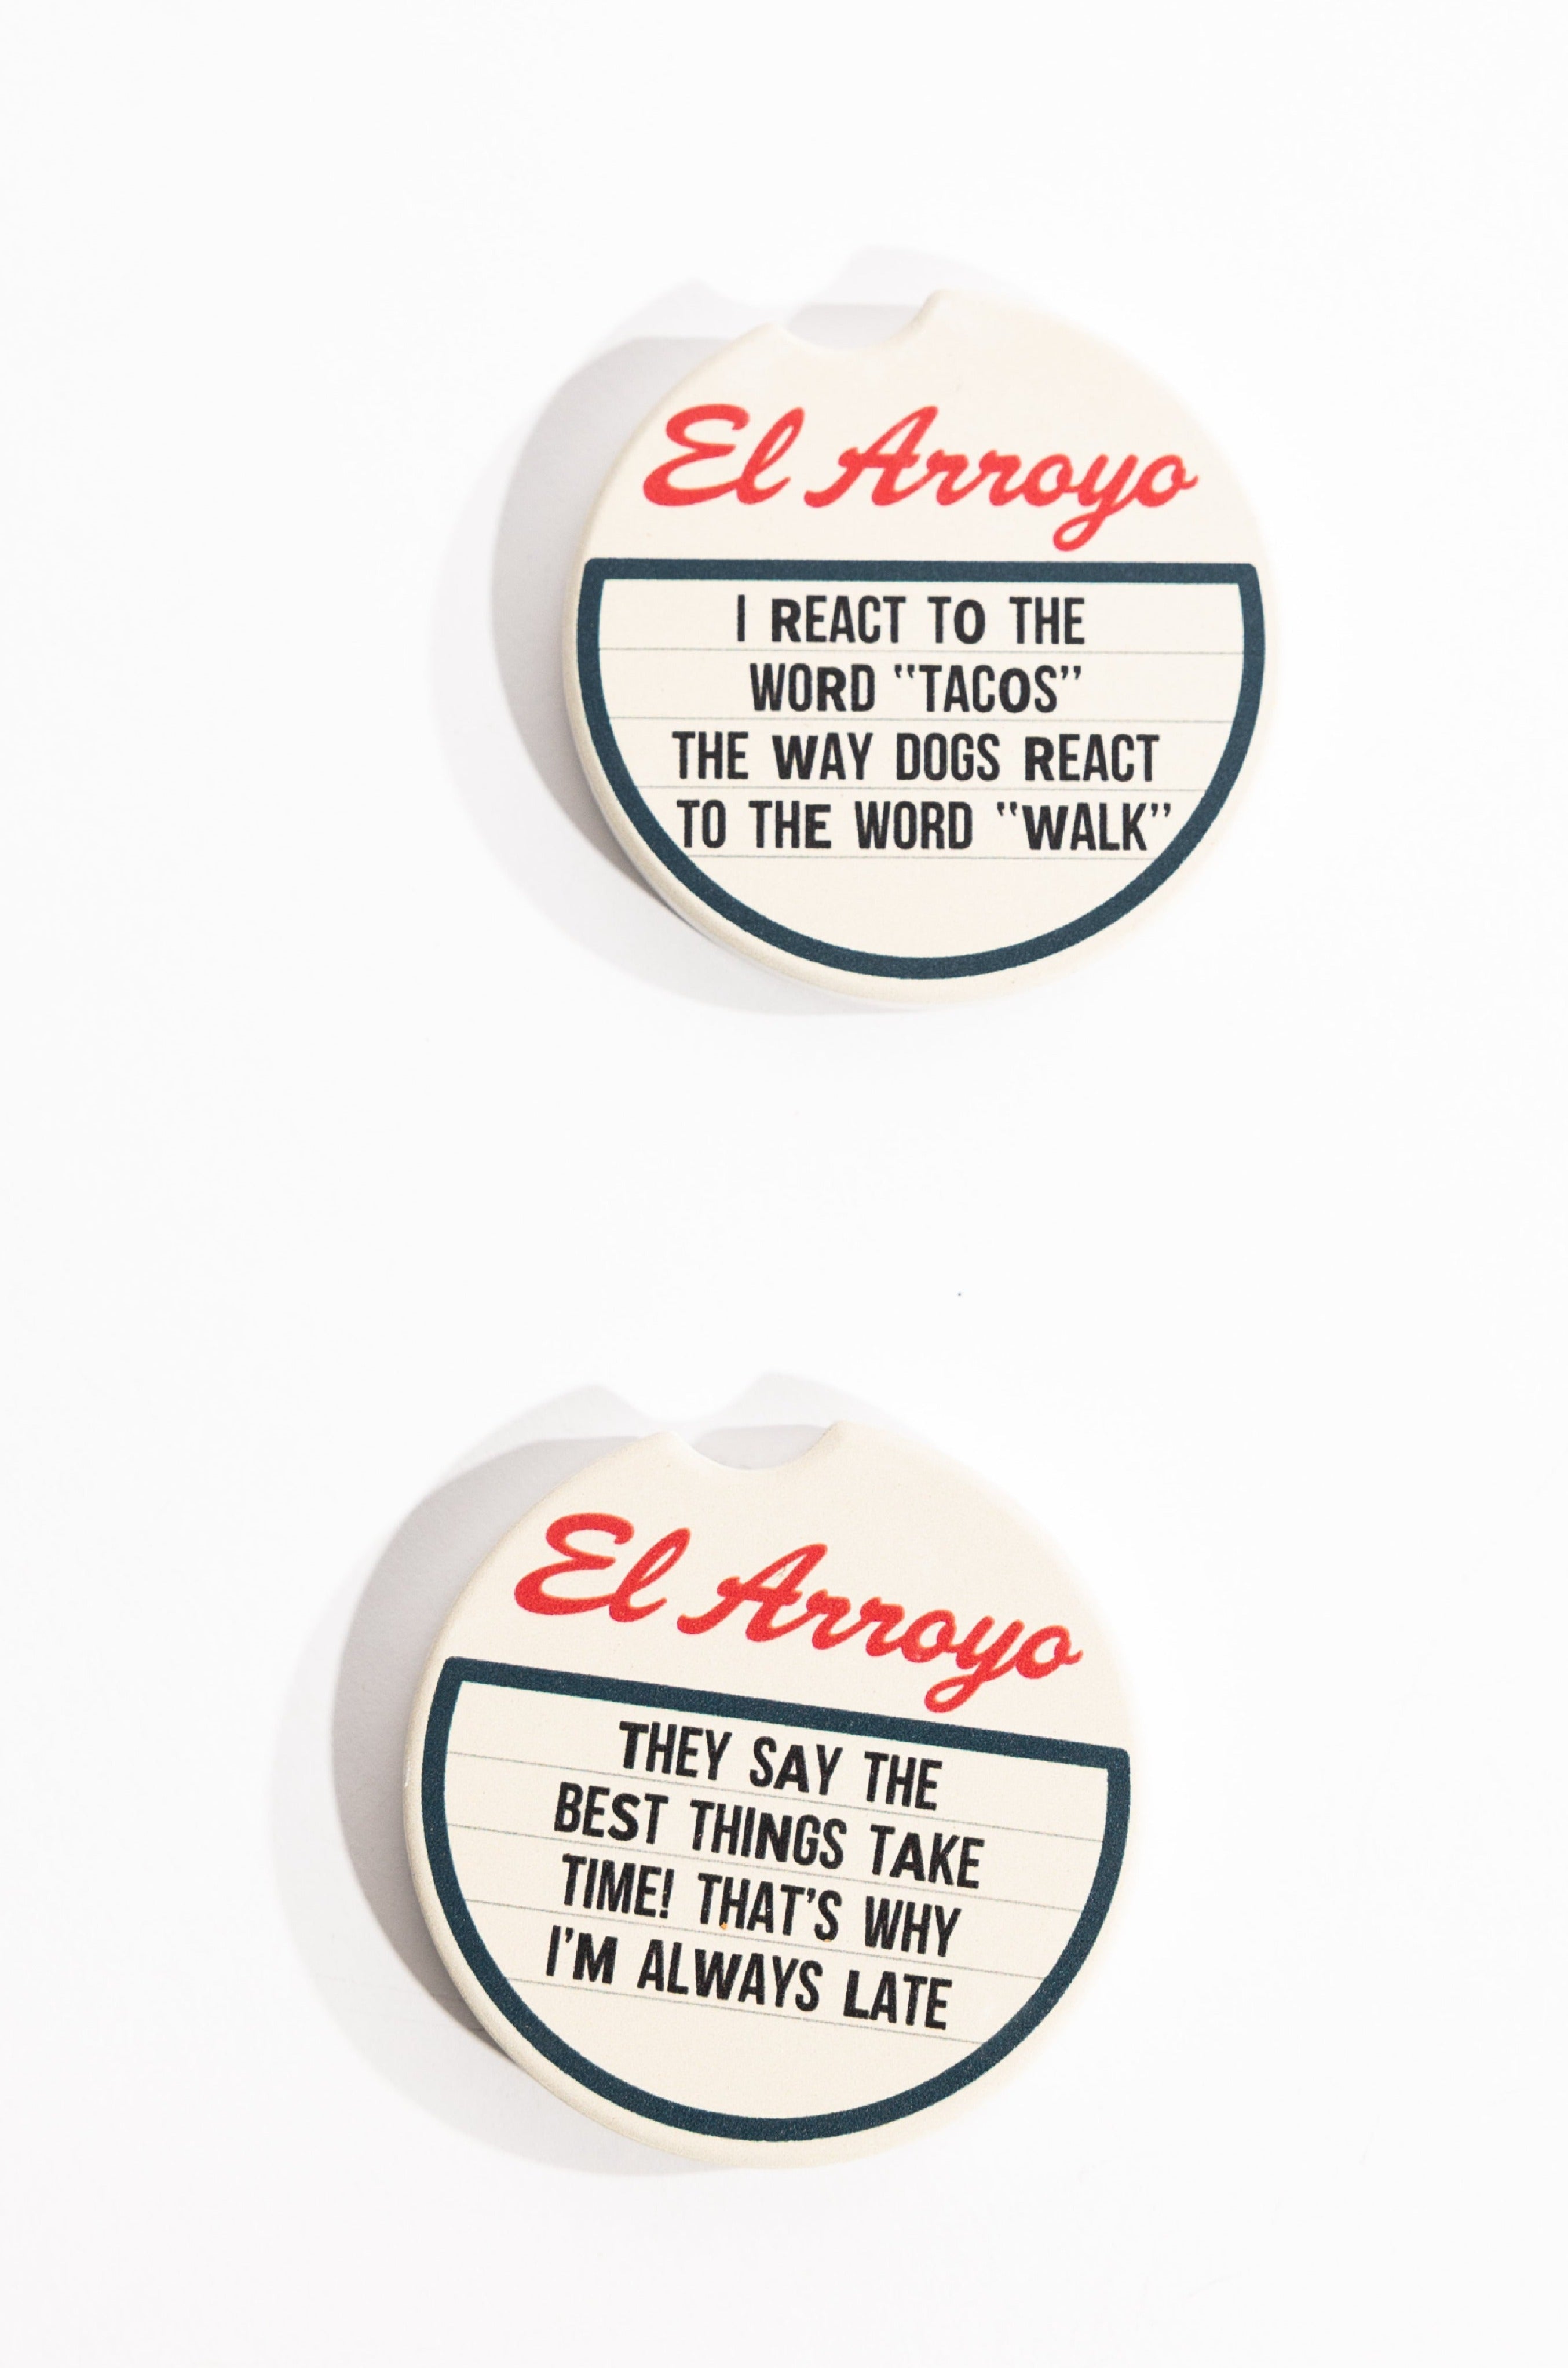 El Arroyo
I REACT TO THE
WORD "TACOS"
THE WAY DOGS REACT
TO THE WORD "WALK"
El Arroyo
THEY SAY THE
BEST THINGS TAKE
TIME! THAT'S WHY
I'M ALWAYS LATE